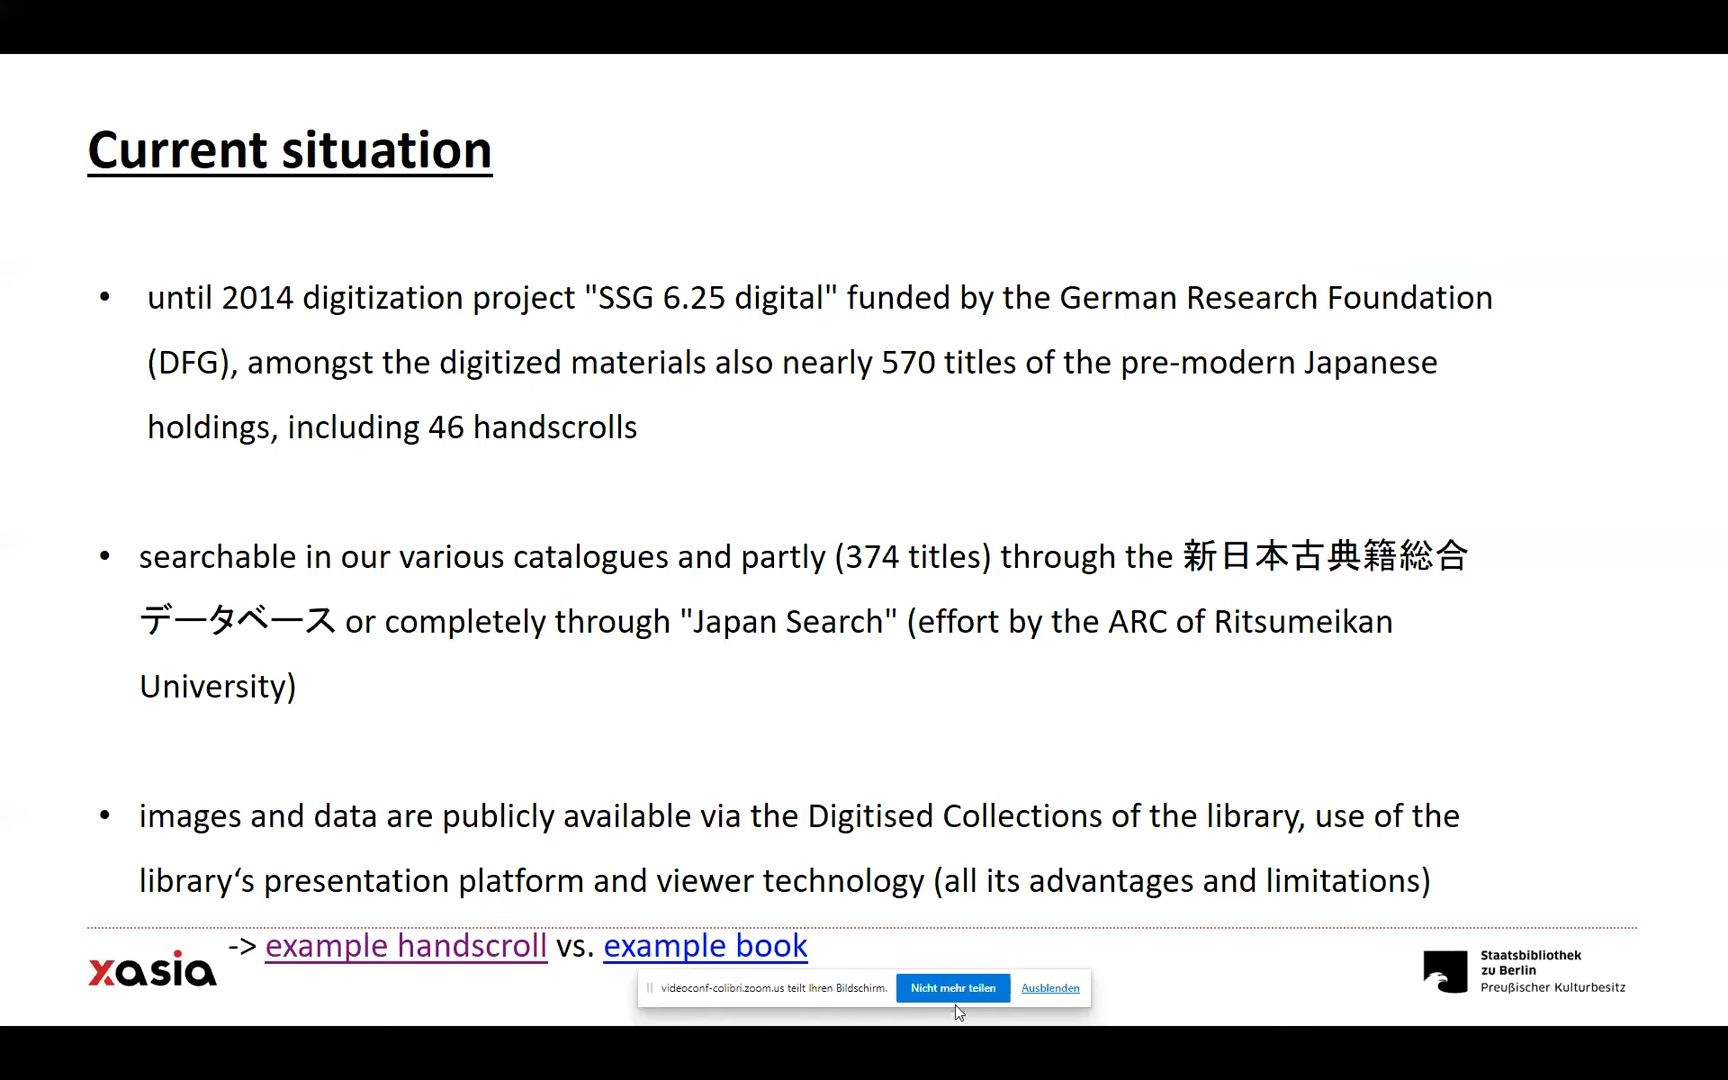 Current situation
• until 2014 digitization project "SSG 6.25 digital" funded by the German Research Foundation
(DFG), amongst the digitized materials also nearly 570 titles of the pre-modern Japanese
holdings, including 46 handscrolls
• searchable in our various catalogues and partly (374 titles) through the 新日本古典籍総合
データベース or completely through "Japan Search" (effort by the ARC of Ritsumeikan
University)
• images and data are publicly available via the Digitised Collections of the library, use of the
library‘s presentation platform and viewer technology (all its advantages and limitations)
-> example handscroll vs. example book
xasia
videoconf-colibri.zoom.us teilt Ihren Bildschirm. Nicht mehr teilen Ausblenden
Staatsbibliothek
zu Berlin
Preußischer Kulturbesitz